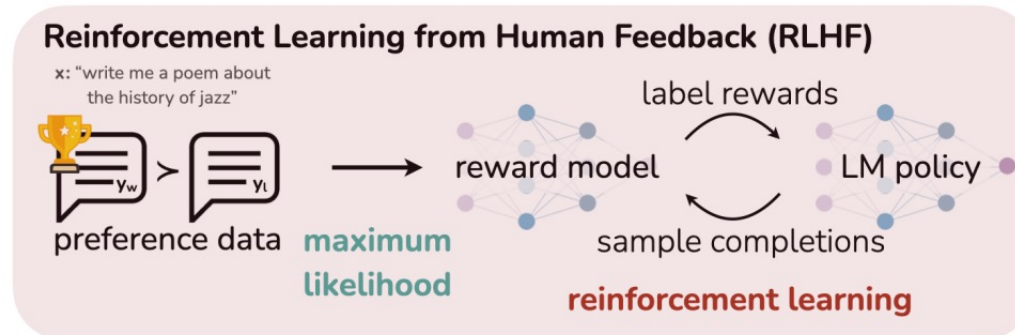 Reinforcement Learning from Human Feedback (RLHF)
x: “write me a poem about
the history of jazz”
label rewards
yw
>
yl
reward model
LM policy
preference data
maximum
likelihood
sample completions
reinforcement learning